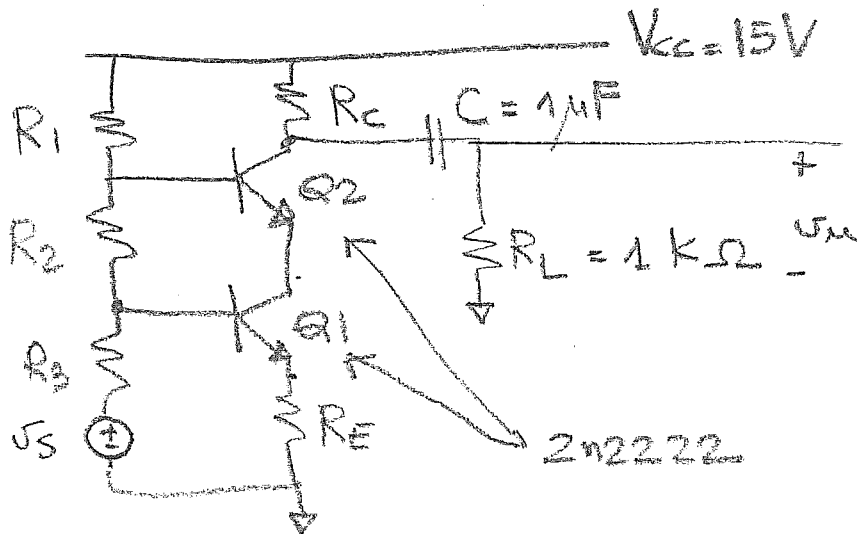 Vcc = 15V
R1
RC
C = 1µF
Q2
+
R2
RL = 1 KΩ
vu
-
Q1
R3
vs
RE
2n2222